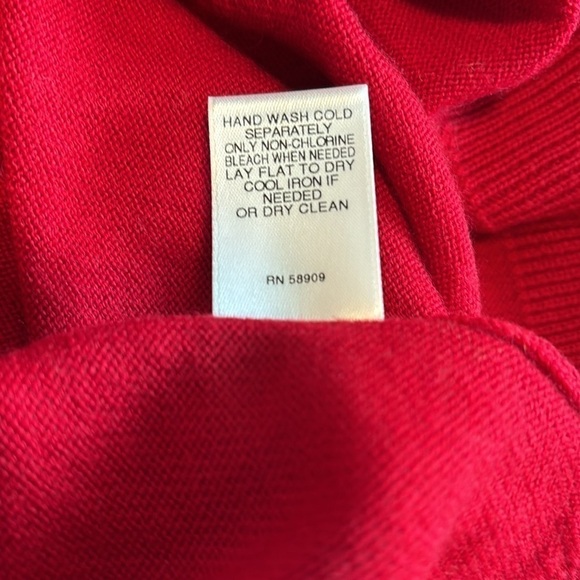 HAND WASH COLD
SEPARATELY
ONLY NON-CHLORINE
BLEACH WHEN NEEDED
LAY FLAT TO DRY
COOL IRON IF
NEEDED
OR DRY CLEAN
RN 58909